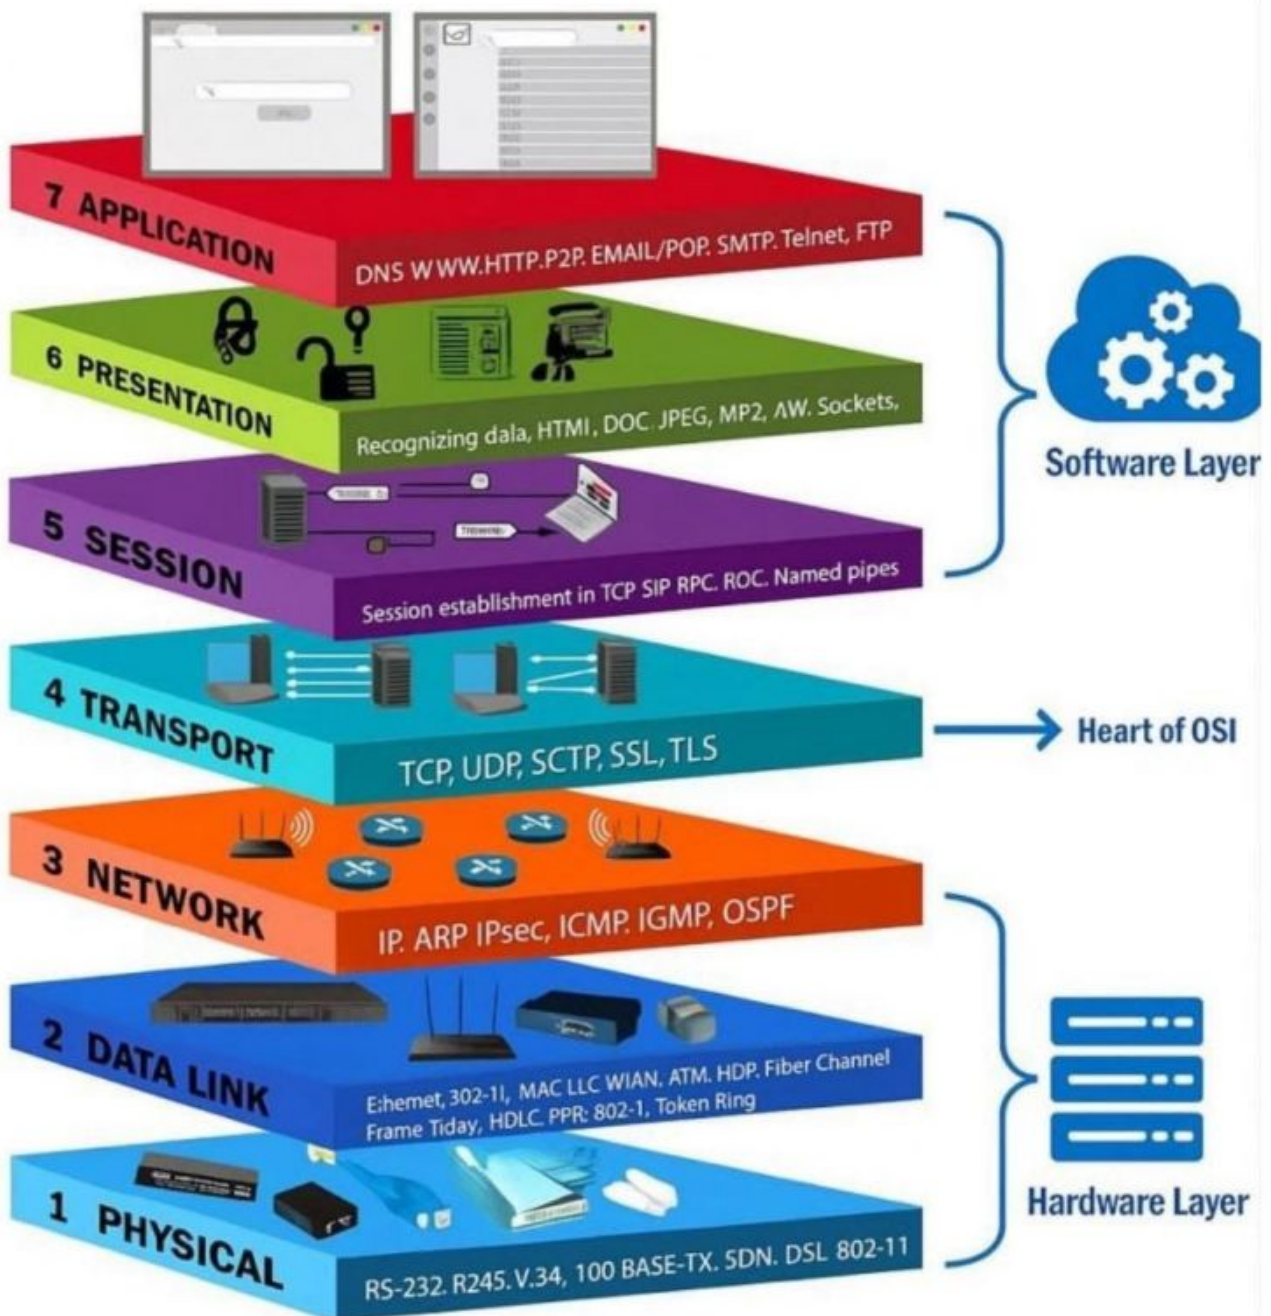 7 APPLICATION
DNS WWW.HTTP.P2P. EMAIL/POP. SMTP. Telnet, FTP
6 PRESENTATION
Recognizing dala, HTMI, DOC. JPEG, MP2, AW. Sockets,
Software Layer
5 SESSION
Session establishment in TCP SIP RPC. ROC. Named pipes
4 TRANSPORT
TCP, UDP, SCTP, SSL, TLS
Heart of OSI
3 NETWORK
IP. ARP IPsec, ICMP. IGMP, OSPF
2 DATA LINK
E:hemet, 302-1l, MAC LLC WIAN. ATM. HDP. Fiber Channel
Frame Tiday, HDLC. PPR; 802-1, Token Ring
Hardware Layer
1 PHYSICAL
RS-232. R245. V.34, 100 BASE-TX. SDN. DSL 802-11